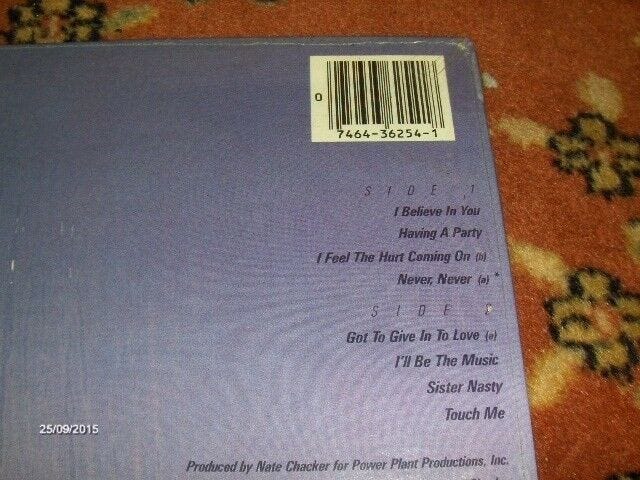 0
7464-36254-1
SIDE 1
I Believe In You
Having A Party
I Feel The Hurt Coming On (b)
Never, Never (a) *
SIDE
Got To Give In To Love (a)
I'll Be The Music
Sister Nasty
Touch Me
25/09/2015
Produced by Nate Chacker for Power Plant Productions, Inc.